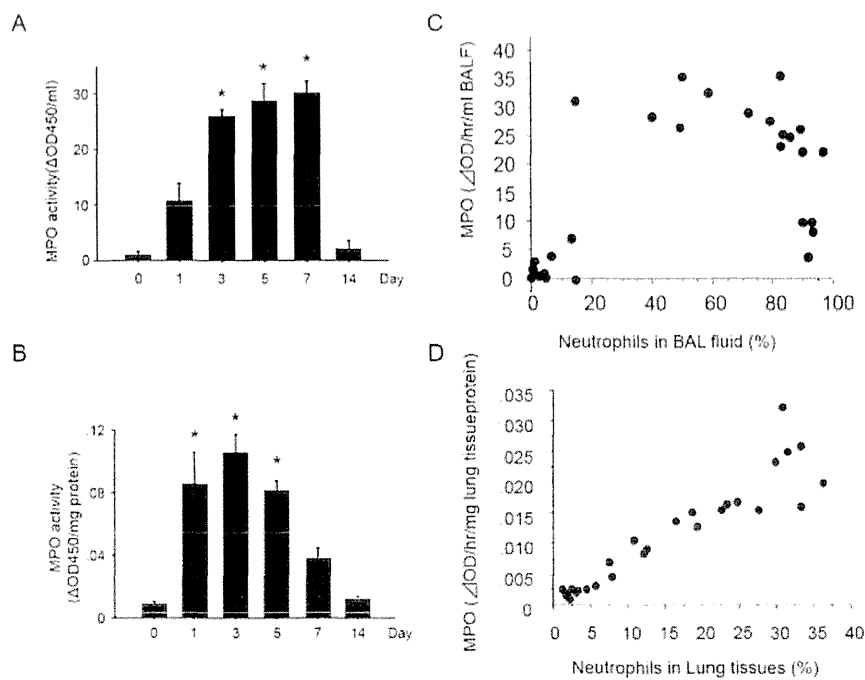 A
MPO activity(ΔOD450/ml)
30
20
10
0
*
*
*
0 1 3 5 7 14 Day
B
MPO activity
(ΔOD450/mg protein)
.12
.08
.04
0
*
*
*
0 1 3 5 7 14 Day
C
MPO (⊿OD/hr/ml BALF)
40
35
30
25
20
15
10
5
0
0 20 40 60 80 100
Neutrophils in BAL fluid (%)
D
MPO (⊿OD/hr/mg lung tissueprotein)
.035
.030
.025
.020
.015
.010
.005
0
0 5 10 15 20 25 30 35 40
Neutrophils in Lung tissues (%)